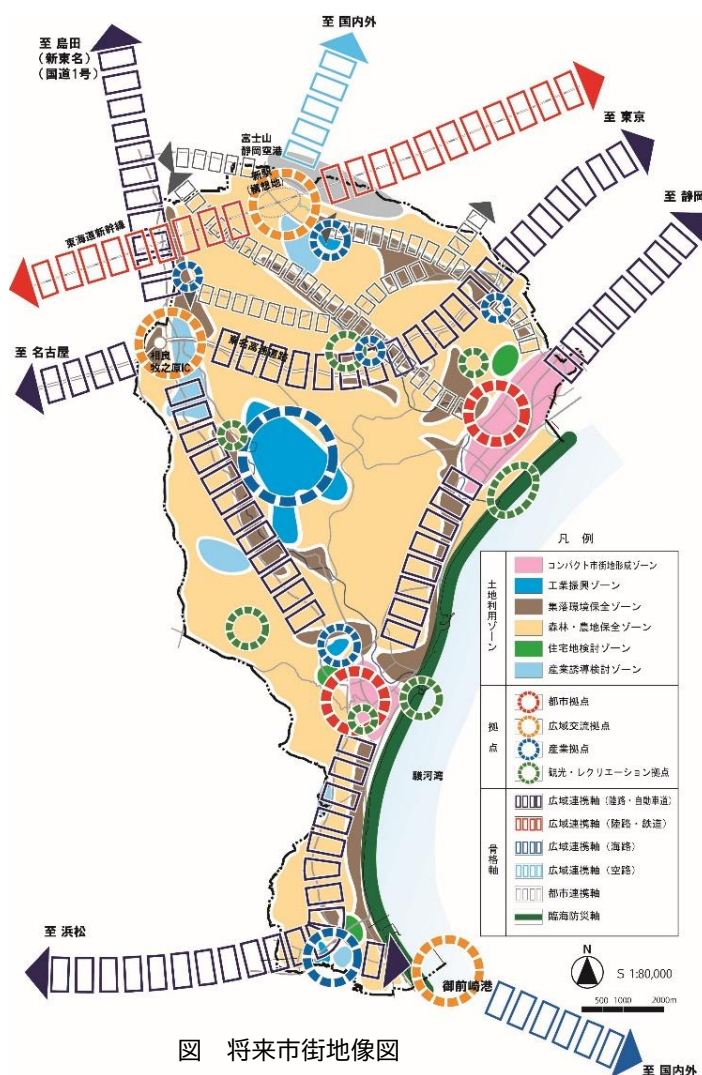 至 島田
(新東名)
(国道1号)
至 国内外
富士山
静岡空港
新駅
(構想地)
至 東京
至 静岡
東海道新幹線
至 名古屋
相良
牧之原IC
東名高速道路
凡 例
土地利用ゾーン
コンパクト市街地形成ゾーン
工業振興ゾーン
集落環境保全ゾーン
森林・農地保全ゾーン
住宅地検討ゾーン
産業誘導検討ゾーン
拠点
都市拠点
広域交流拠点
産業拠点
観光・レクリエーション拠点
骨格軸
広域連携軸(陸路・自動車道)
広域連携軸(陸路・鉄道)
広域連携軸(海路)
広域連携軸(空路)
都市連携軸
臨海防災軸
駿河湾
至 浜松
御前崎港
N
S 1:80,000
500 1000 2000m
至 国内外
図 将来市街地像図